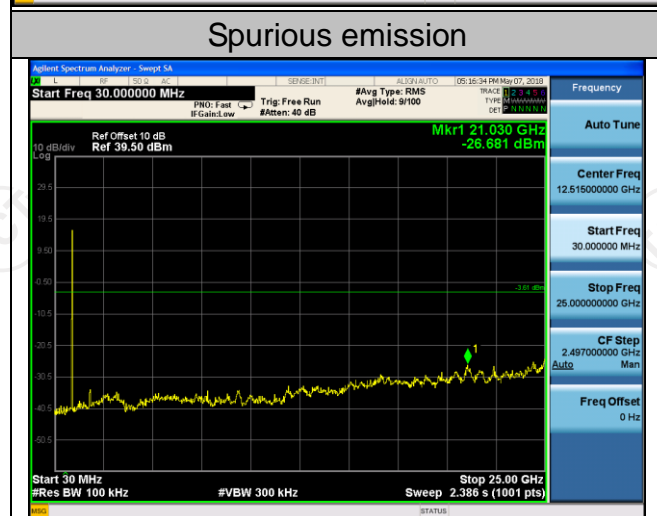 Spurious emission
Agilent Spectrum Analyzer - Swept SA
L RF 50 Ω AC SENSE:INT ALIGN AUTO 05:16:34 PM May 07, 2018
Start Freq 30.000000 MHz
PNO: Fast
IFGain:Low
Trig: Free Run
#Atten: 40 dB
#Avg Type: RMS
Avg|Hold: 9/100
TRACE 1 2 3 4 5 6
TYPE M
DET P N N N N N
Ref Offset 10 dB
10 dB/div Ref 39.50 dBm
Log
Mkr1 21.030 GHz
-26.681 dBm
29.5
19.5
9.50
-0.50
-3.61 dBm
-10.5
-20.5
1
-30.5
-40.5
-50.5
Start 30 MHz Stop 25.00 GHz
#Res BW 100 kHz #VBW 300 kHz Sweep 2.386 s (1001 pts)
MSG STATUS
Frequency
Auto Tune
Center Freq
12.515000000 GHz
Start Freq
30.000000 MHz
Stop Freq
25.000000000 GHz
CF Step
2.497000000 GHz
Auto Man
Freq Offset
0 Hz